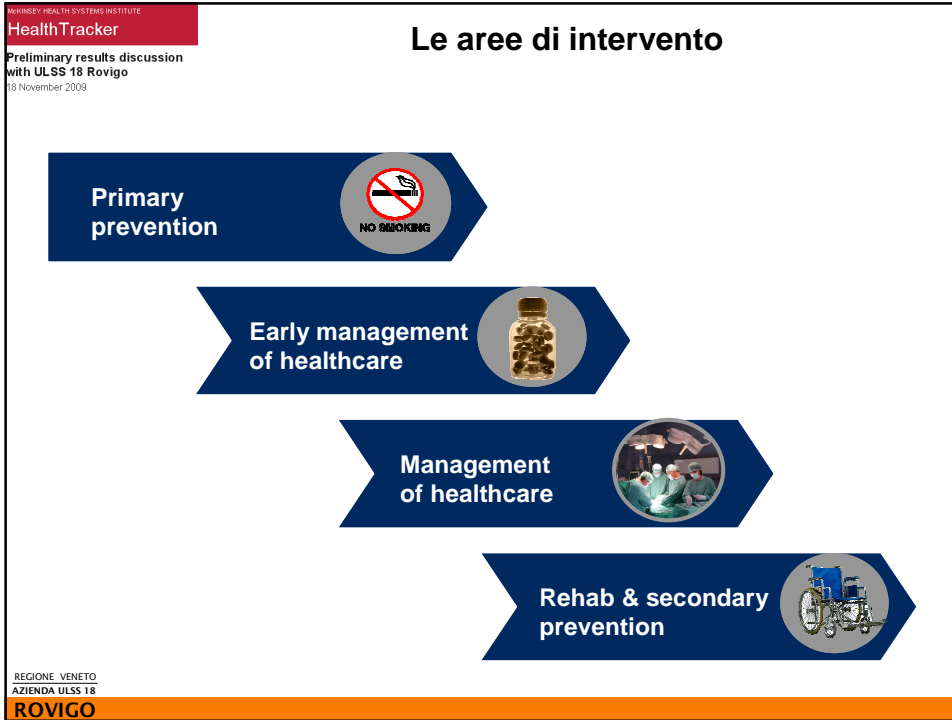 McKINSEY HEALTH SYSTEMS INSTITUTE
HealthTracker
Preliminary results discussion
with ULSS 18 Rovigo
18 November 2009
Le aree di intervento
Primary
prevention
NO SMOKING
Early management
of healthcare
Management
of healthcare
Rehab & secondary
prevention
REGIONE VENETO
AZIENDA ULSS 18
ROVIGO